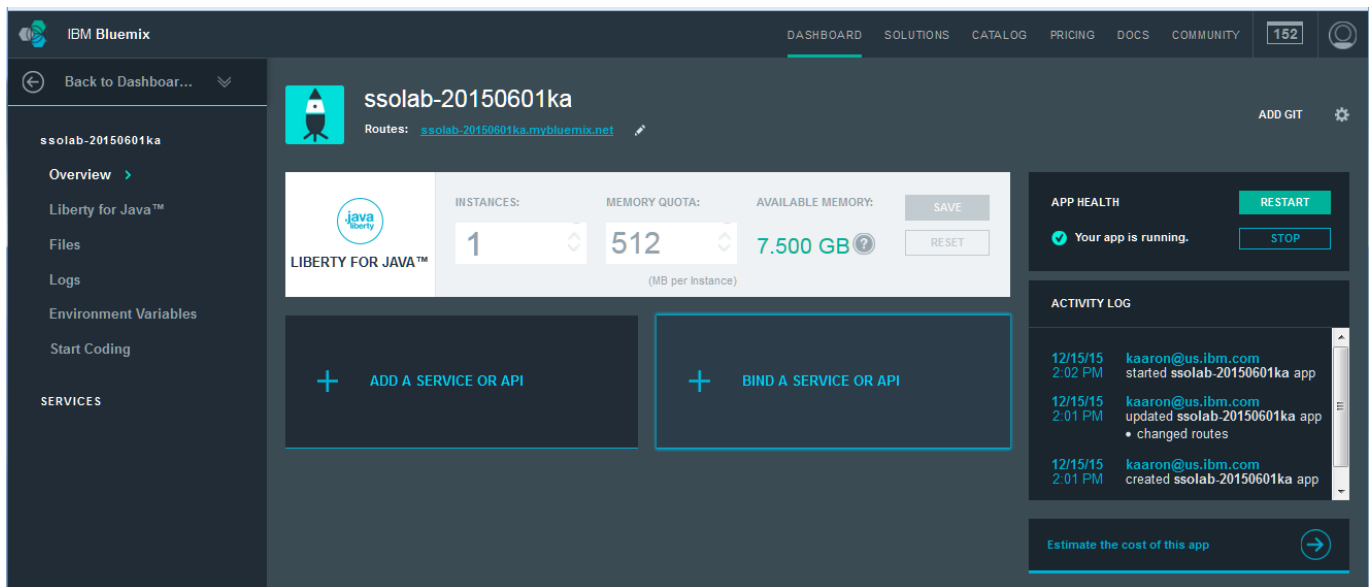 IBM Bluemix
DASHBOARD SOLUTIONS CATALOG PRICING DOCS COMMUNITY 152
Back to Dashboar...
ssolab-20150601ka
Overview >
Liberty for Java™
Files
Logs
Environment Variables
Start Coding
SERVICES
ssolab-20150601ka
Routes: ssolab-20150601ka.mybluemix.net
ADD GIT
java
liberty
LIBERTY FOR JAVA™
INSTANCES:
1
MEMORY QUOTA:
512
(MB per Instance)
AVAILABLE MEMORY:
7.500 GB ?
SAVE
RESET
ADD A SERVICE OR API
BIND A SERVICE OR API
APP HEALTH
RESTART
Your app is running.
STOP
ACTIVITY LOG
12/15/15 kaaron@us.ibm.com
2:02 PM started ssolab-20150601ka app
12/15/15 kaaron@us.ibm.com
2:01 PM updated ssolab-20150601ka app
• changed routes
12/15/15 kaaron@us.ibm.com
2:01 PM created ssolab-20150601ka app
Estimate the cost of this app